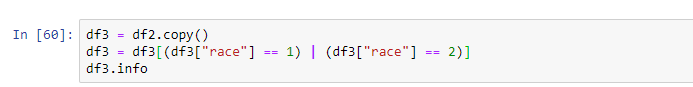 In [60]: df3 = df2.copy()
df3 = df3[(df3["race"] == 1) | (df3["race"] == 2)]
df3.info